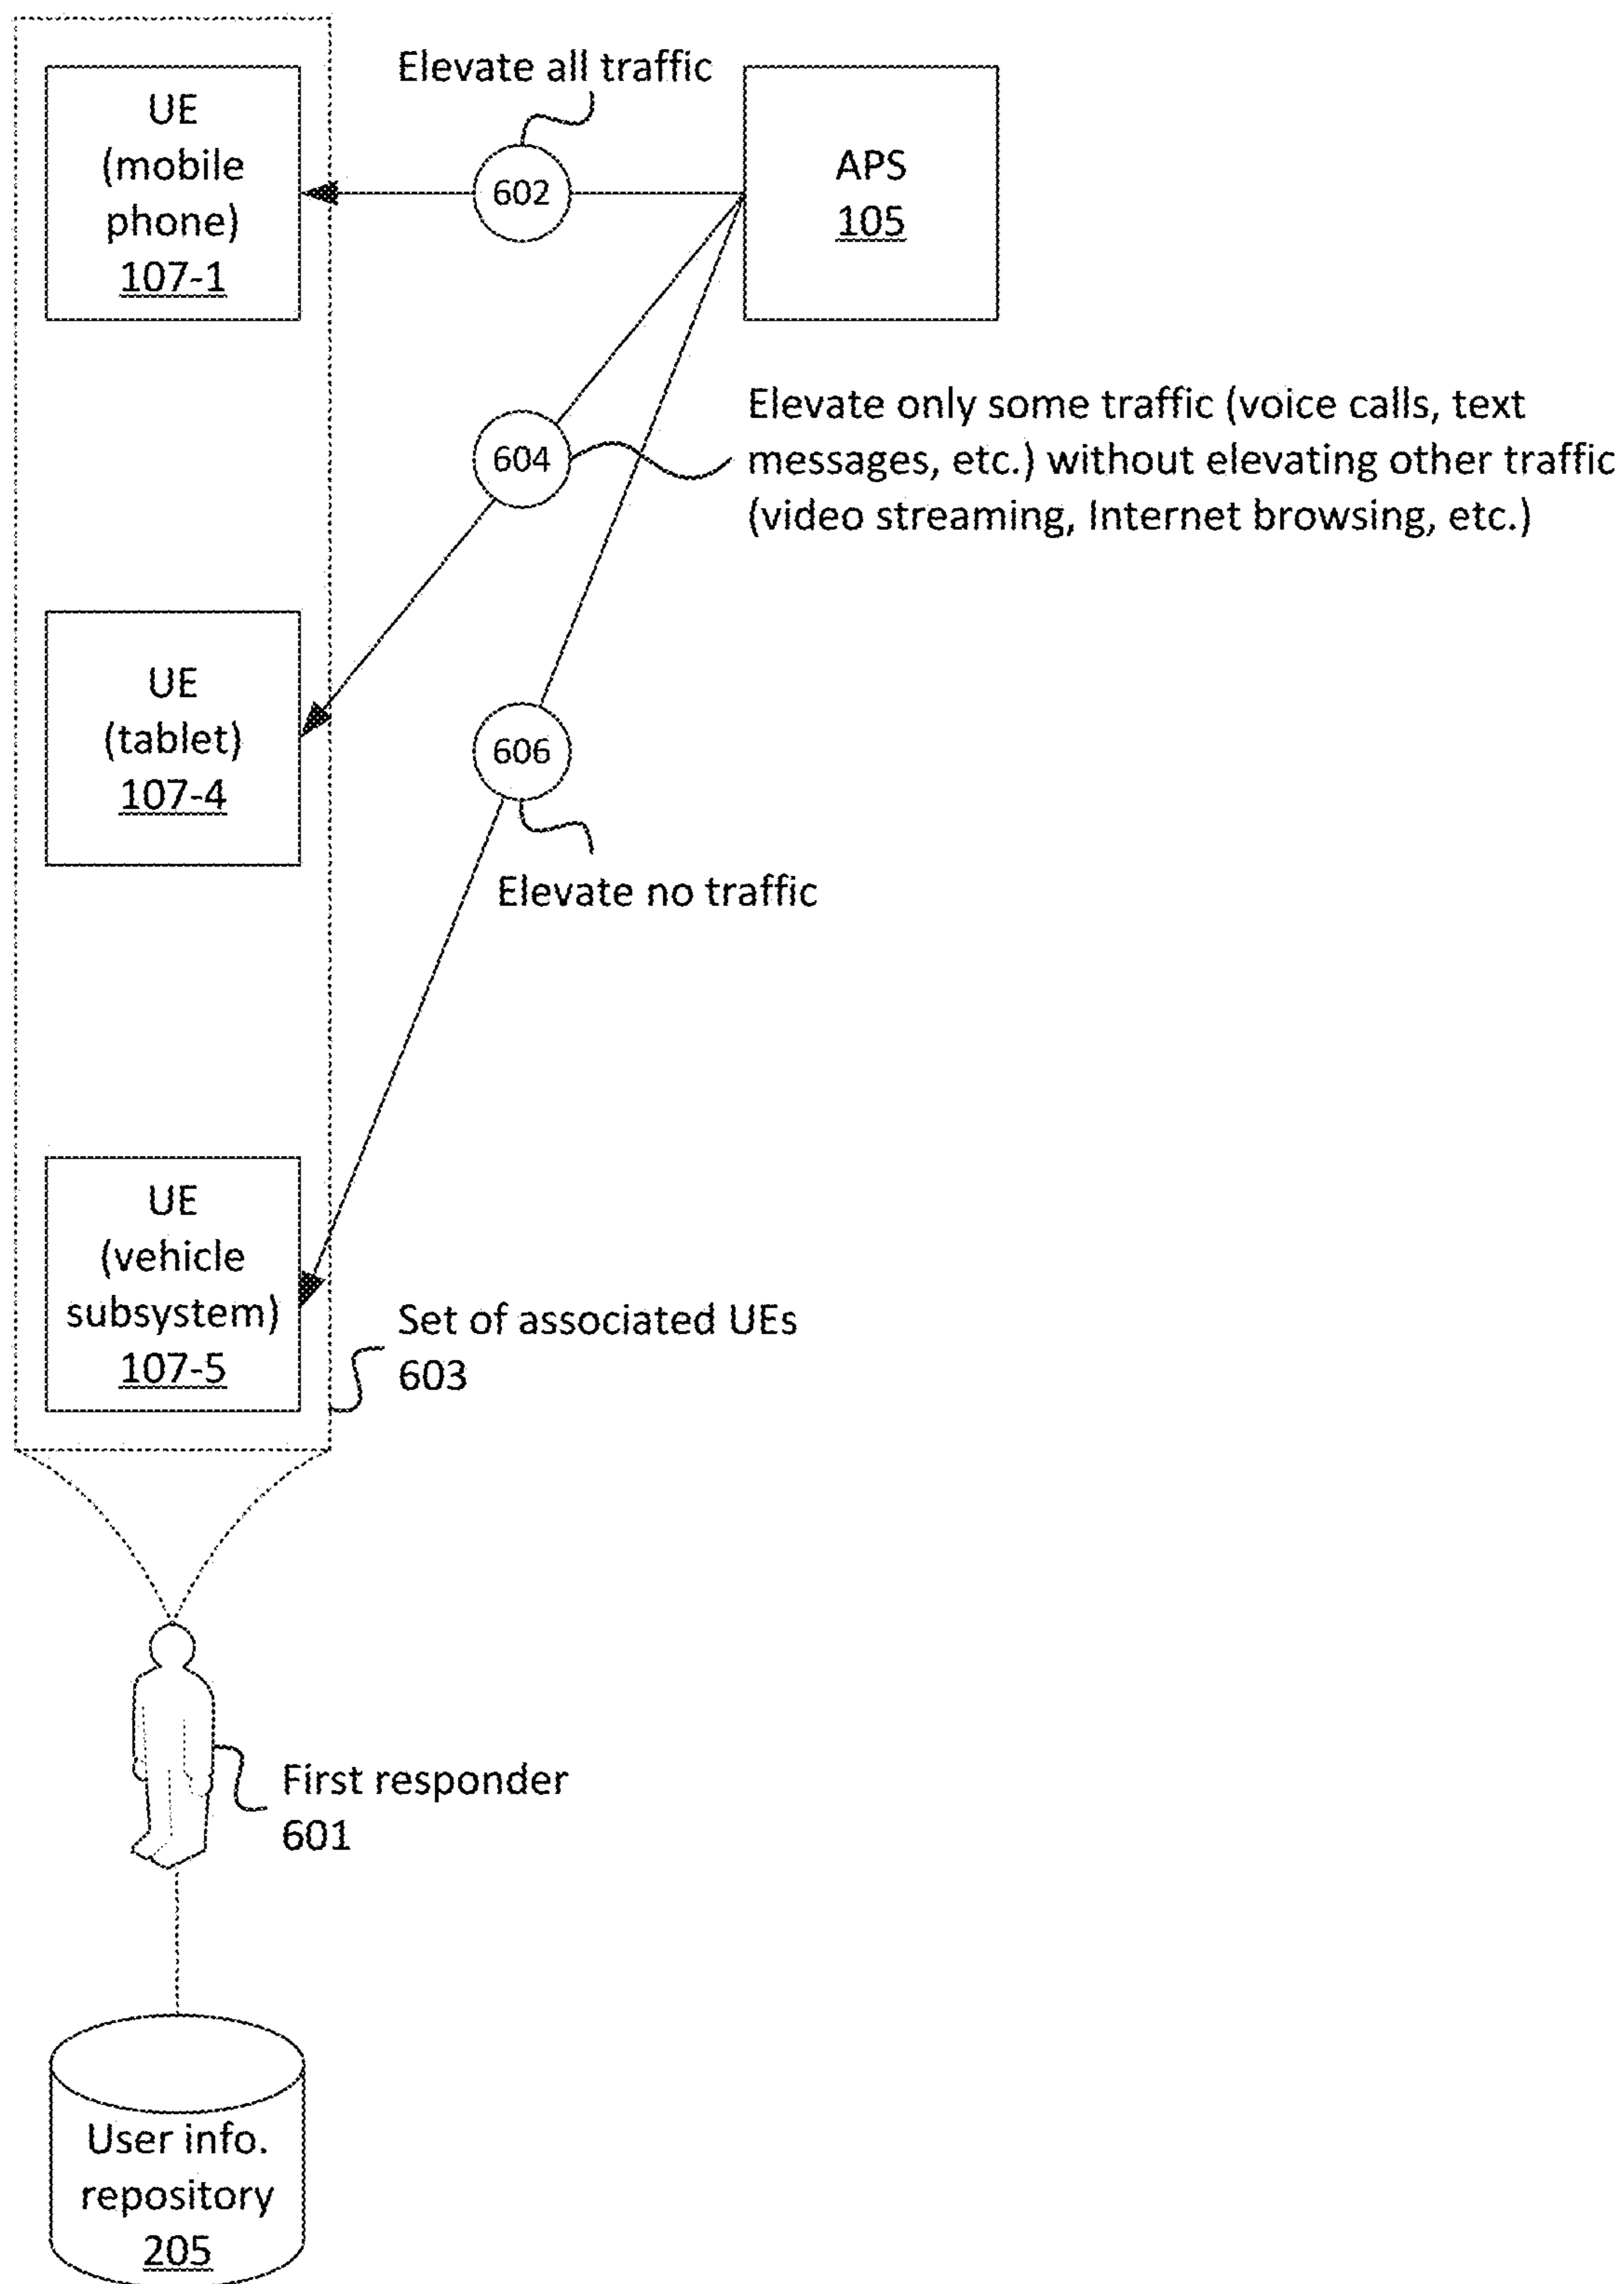 Elevate all traffic
UE
(mobile
phone)
107-1
602
APS
105
604
Elevate only some traffic (voice calls, text
messages, etc.) without elevating other traffic
(video streaming, Internet browsing, etc.)
UE
(tablet)
107-4
606
Elevate no traffic
UE
(vehicle
subsystem)
107-5
Set of associated UEs
603
First responder
601
User info.
repository
205